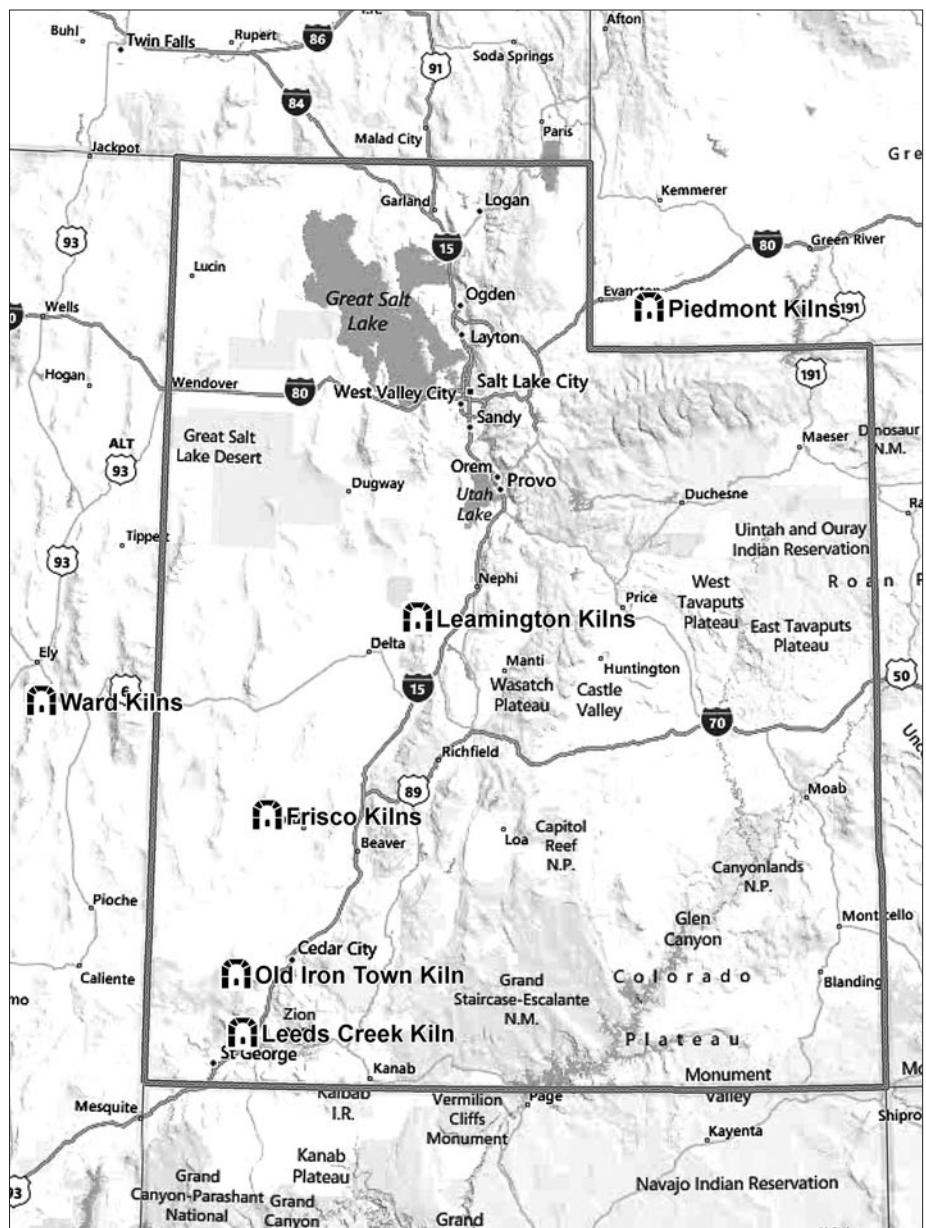 Afton
Buhl
Twin Falls
Rupert
86
Soda Springs
91
84
Malad City
Paris
Jackpot
Gre
Kemmerer
Garland
Logan
93
15
80
Green River
Lucin
Great Salt
Lake
Ogden
Piedmont Kilns
191
Wells
Layton
Hogan
Wendover
80
West Valley City
Salt Lake City
191
Sandy
ALT
93
Great Salt
Lake Desert
Maeser
Dinosaur
N.M.
Orem
Provo
Utah
Lake
Dugway
Duchesne
Uintah and Ouray
Indian Reservation
93
Nephi
West
Tavaputs
Plateau
Roan
Price
Leamington Kilns
East Tavaputs
Plateau
Ely
Delta
Manti
Huntington
Wasatch
Plateau
Castle
Valley
Ward Kilns
6
15
50
70
Richfield
89
Moab
Frisco Kilns
Beaver
Loa
Capitol
Reef
N.P.
Canyonlands
N.P.
Pioche
Monticello
Glen
Canyon
Cedar City
Caliente
Old Iron Town Kiln
Grand
Staircase-Escalante
N.M.
Colorado
Plateau
Blanding
Zion
Leeds Creek Kiln
St George
Kanab
Monument
Valley
Mesquite
Kaibab
I.R.
Vermilion
Cliffs
Monument
Page
Shipro
Kayenta
Kanab
Plateau
Grand
Canyon-Parashant
National
Grand
Canyon
Grand
Navajo Indian Reservation
93